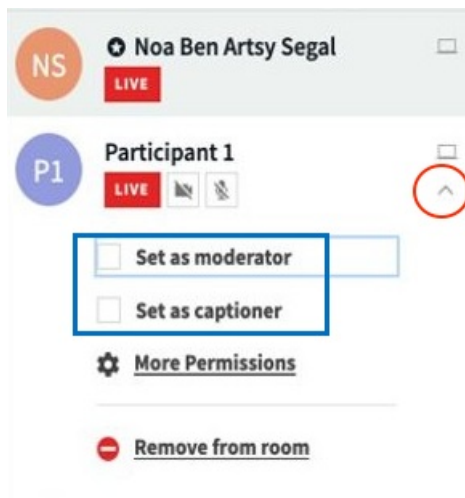 NS
Noa Ben Artsy Segal
LIVE
P1
Participant 1
LIVE
Set as moderator
Set as captioner
More Permissions
Remove from room